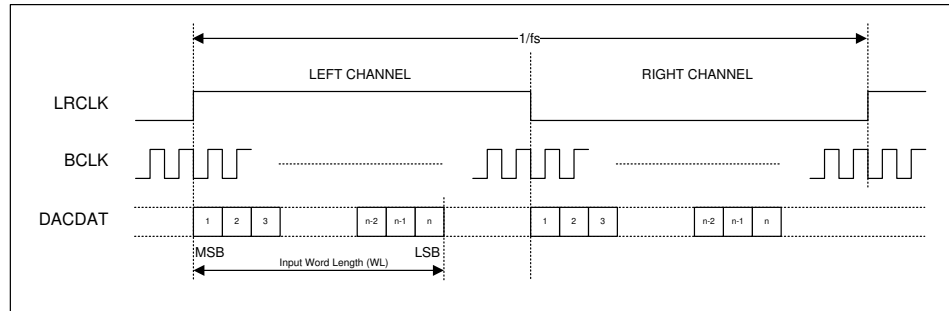 1/fs
LEFT CHANNEL RIGHT CHANNEL
LRCLK
BCLK
DACDAT 1 2 3 n-2 n-1 n 1 2 3 n-2 n-1 n
MSB LSB
Input Word Length (WL)